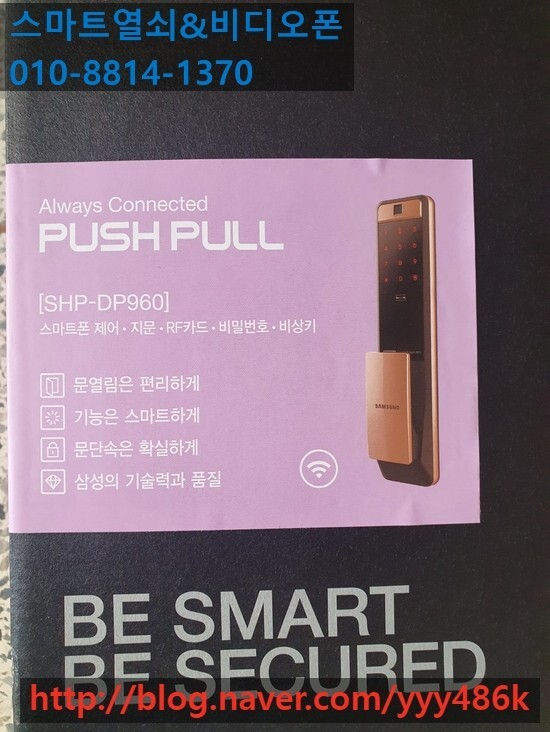 스마트열쇠&비디오폰
010-8814-1370
Always Connected
PUSH PULL
[SHP-DP960]
스마트폰 제어 · 지문 · RF카드 · 비밀번호 · 비상키
문열림은 편리하게
기능은 스마트하게
문단속은 확실하게
삼성의 기술력과 품질
SAMSUNG
BE SMART
BE SECURED
http://blog.naver.com/yyy486k